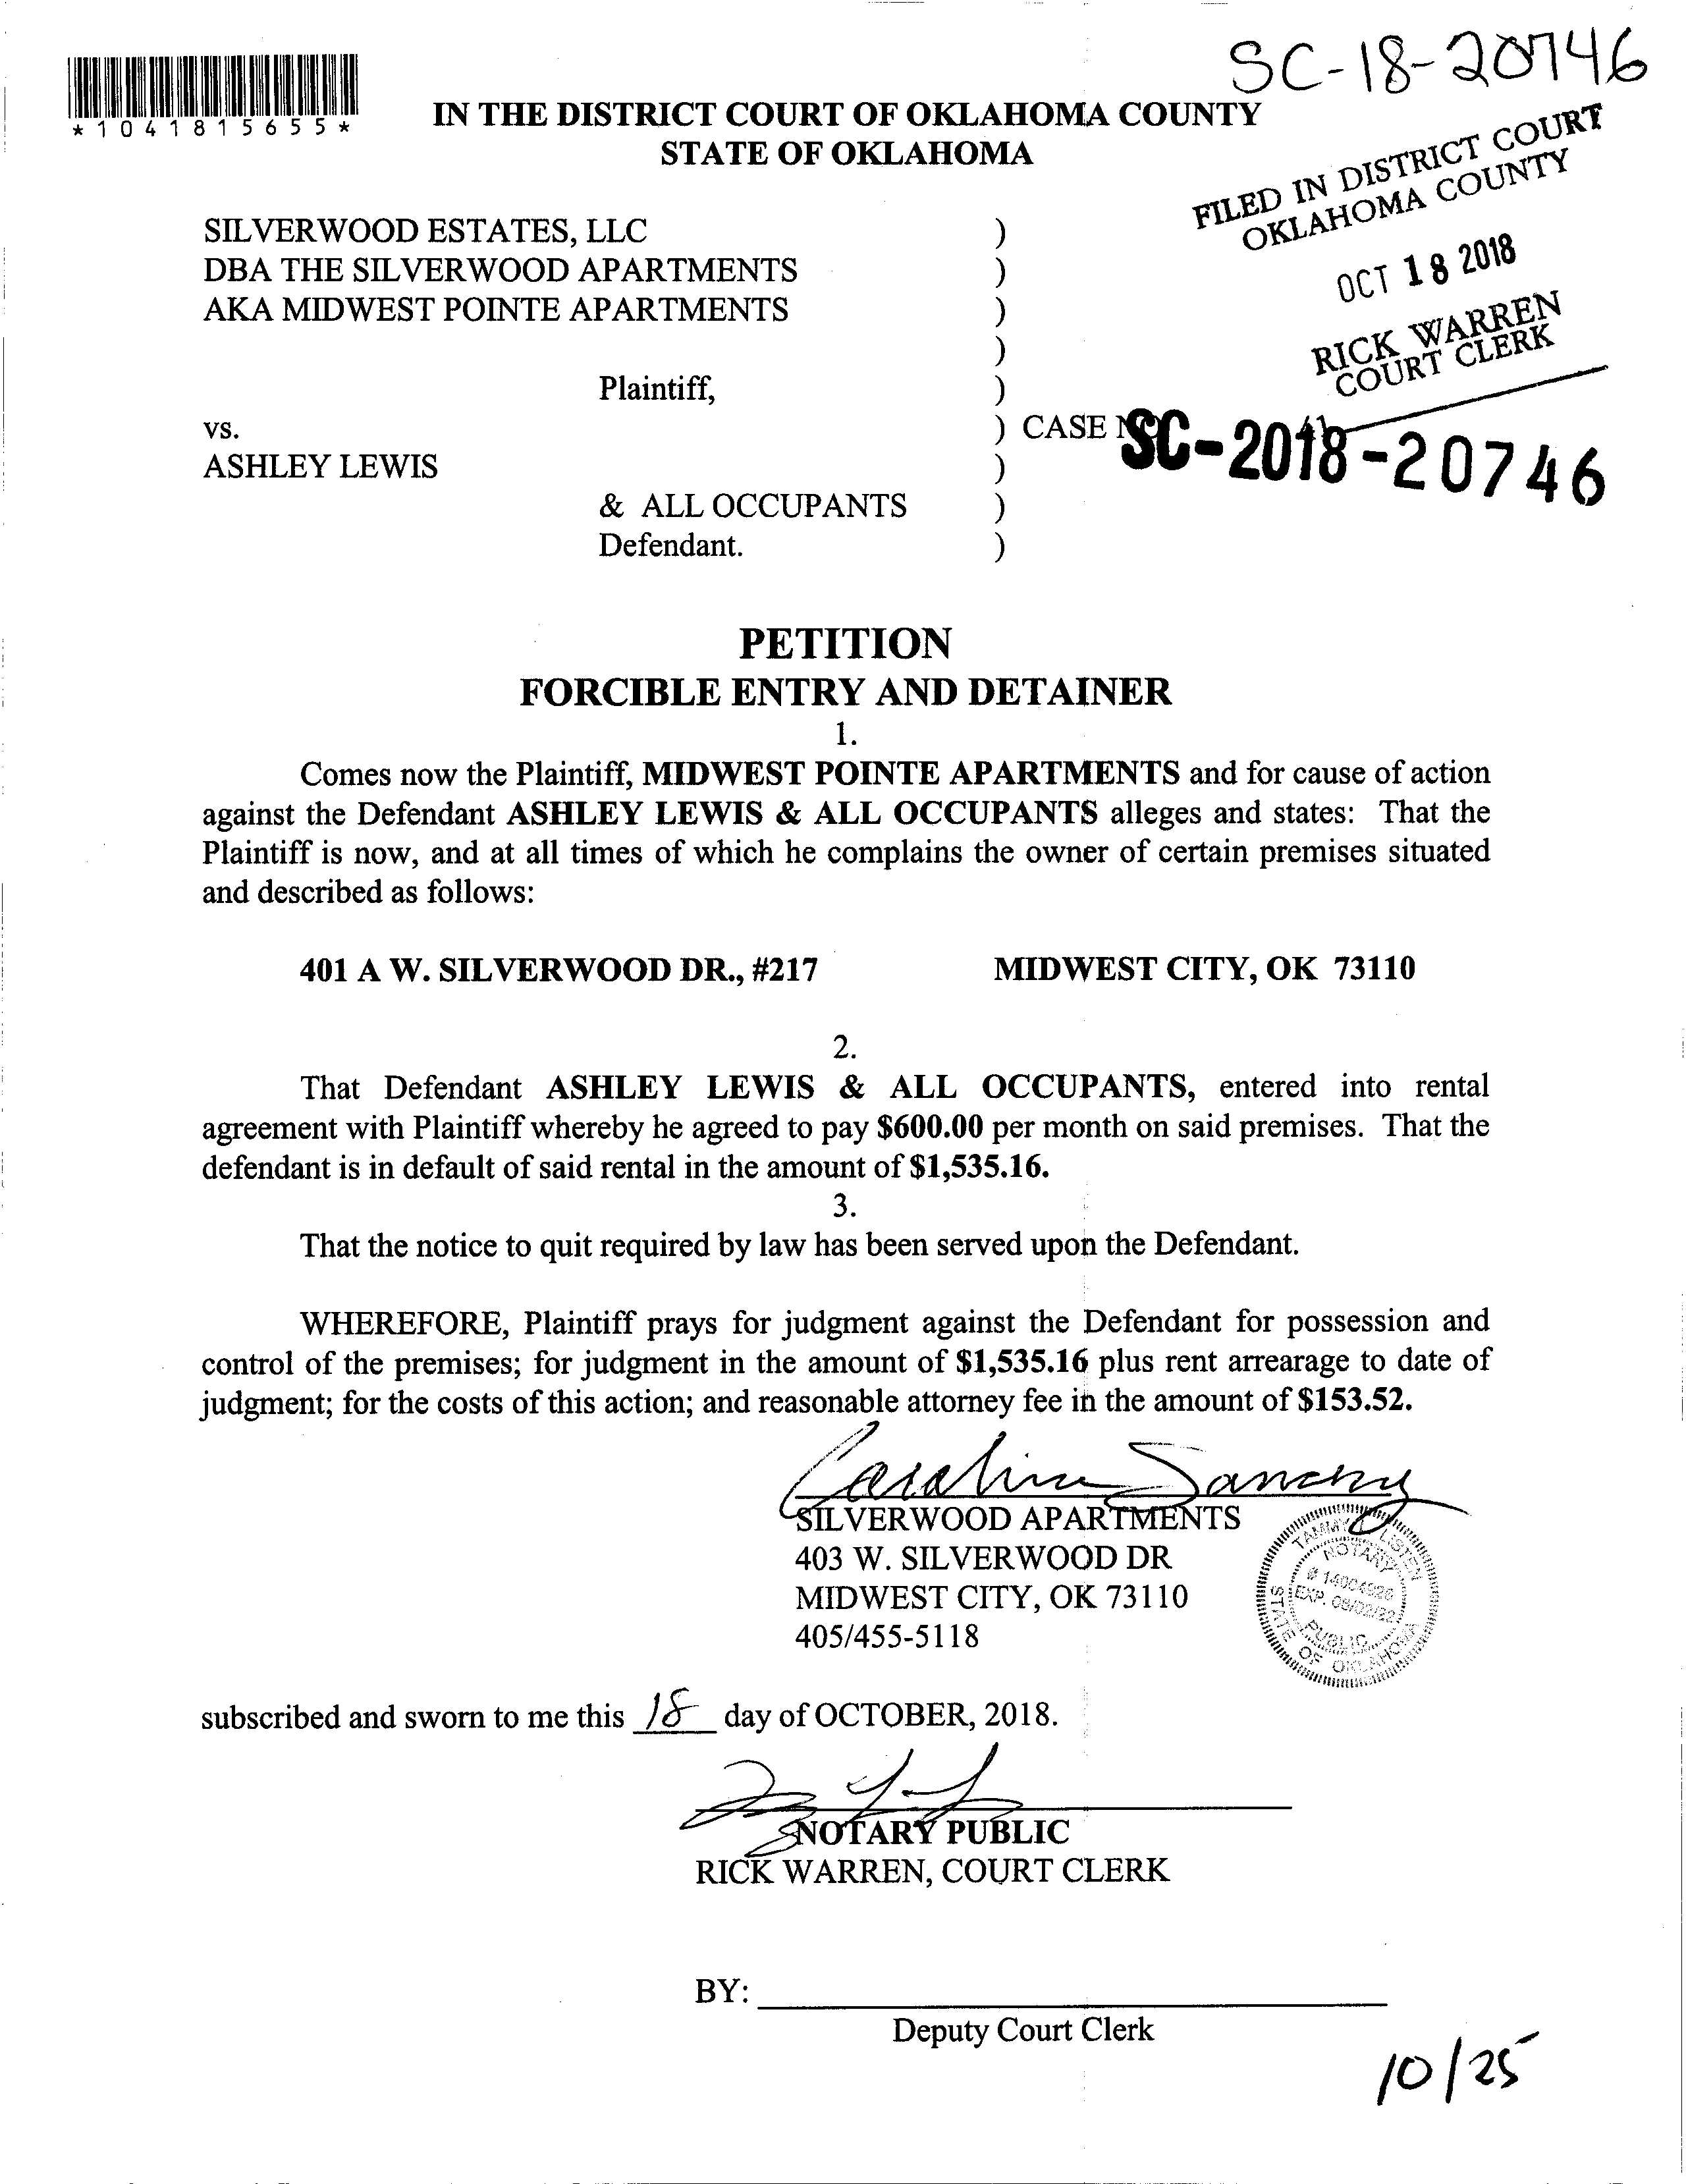 SC-18-20746
*1041815655*
IN THE DISTRICT COURT OF OKLAHOMA COUNTY
STATE OF OKLAHOMA
FILED IN DISTRICT COURT
OKLAHOMA COUNTY
OCT 18 2018
RICK WARREN
COURT CLERK
SILVERWOOD ESTATES, LLC )
DBA THE SILVERWOOD APARTMENTS )
AKA MIDWEST POINTE APARTMENTS )
)
Plaintiff, )
vs. ) CASE NO. SC-2018-20746
ASHLEY LEWIS )
& ALL OCCUPANTS )
Defendant. )
PETITION
FORCIBLE ENTRY AND DETAINER
1.
Comes now the Plaintiff, MIDWEST POINTE APARTMENTS and for cause of action
against the Defendant ASHLEY LEWIS & ALL OCCUPANTS alleges and states: That the
Plaintiff is now, and at all times of which he complains the owner of certain premises situated
and described as follows:
401 A W. SILVERWOOD DR., #217 MIDWEST CITY, OK 73110
2.
That Defendant ASHLEY LEWIS & ALL OCCUPANTS, entered into rental
agreement with Plaintiff whereby he agreed to pay $600.00 per month on said premises. That the
defendant is in default of said rental in the amount of $1,535.16.
3.
That the notice to quit required by law has been served upon the Defendant.
WHEREFORE, Plaintiff prays for judgment against the Defendant for possession and
control of the premises; for judgment in the amount of $1,535.16 plus rent arrearage to date of
judgment; for the costs of this action; and reasonable attorney fee in the amount of $153.52.
Carolina Sanchez
SILVERWOOD APARTMENTS
403 W. SILVERWOOD DR
MIDWEST CITY, OK 73110
405/455-5118
TAMMY LISTEN
NOTARY
# 14004926
EXP. 
PUBLIC
STATE OF OKLAHOMA
subscribed and sworn to me this 18 day of OCTOBER, 2018.
NOTARY PUBLIC
RICK WARREN, COURT CLERK
BY:
Deputy Court Clerk
10/25